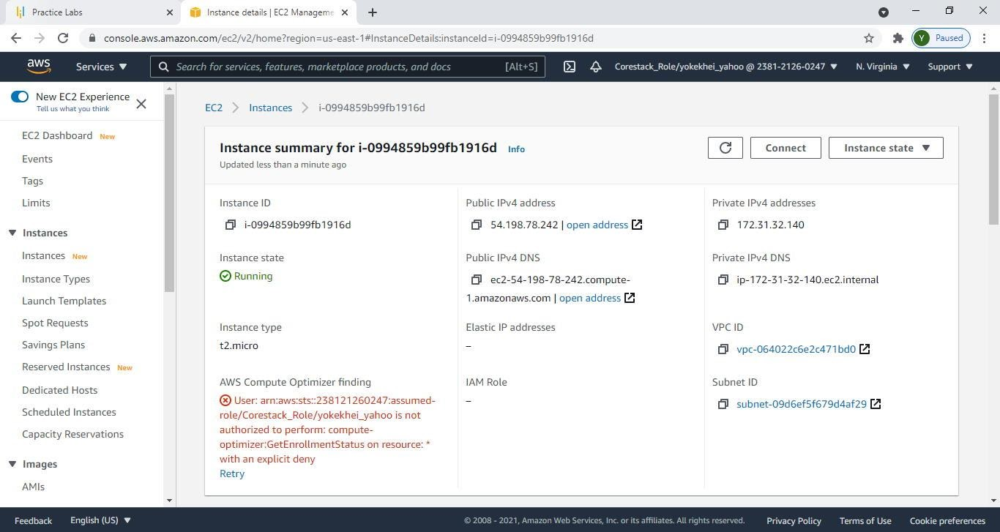 Practice Labs
Instance details | EC2 Manageme
console.aws.amazon.com/ec2/v2/home?region=us-east-1#InstanceDetails:instanceId=i-0994859b99fb1916d
Y Paused
aws
Services
Search for services, features, marketplace products, and docs [Alt+S]
Corestack_Role/yokekhei_yahoo @ 2381-2126-0247
N. Virginia
Support
New EC2 Experience
Tell us what you think
EC2 Dashboard New
Events
Tags
Limits
Instances
Instances New
Instance Types
Launch Templates
Spot Requests
Savings Plans
Reserved Instances New
Dedicated Hosts
Scheduled Instances
Capacity Reservations
Images
AMIs
EC2 Instances i-0994859b99fb1916d
Instance summary for i-0994859b99fb1916d Info
Updated less than a minute ago
Connect
Instance state
Instance ID
i-0994859b99fb1916d
Public IPv4 address
54.198.78.242 | open address
Private IPv4 addresses
172.31.32.140
Instance state
Running
Public IPv4 DNS
ec2-54-198-78-242.compute-
1.amazonaws.com | open address
Private IPv4 DNS
ip-172-31-32-140.ec2.internal
Instance type
t2.micro
Elastic IP addresses
–
VPC ID
vpc-064022c6e2c471bd0
AWS Compute Optimizer finding
User: arn:aws:sts::238121260247:assumed-
role/Corestack_Role/yokekhei_yahoo is not
authorized to perform: compute-
optimizer:GetEnrollmentStatus on resource: *
with an explicit deny
Retry
IAM Role
–
Subnet ID
subnet-09d6ef5f679d4af29
Feedback
English (US)
© 2008 - 2021, Amazon Web Services, Inc. or its affiliates. All rights reserved.
Privacy Policy
Terms of Use
Cookie preferences